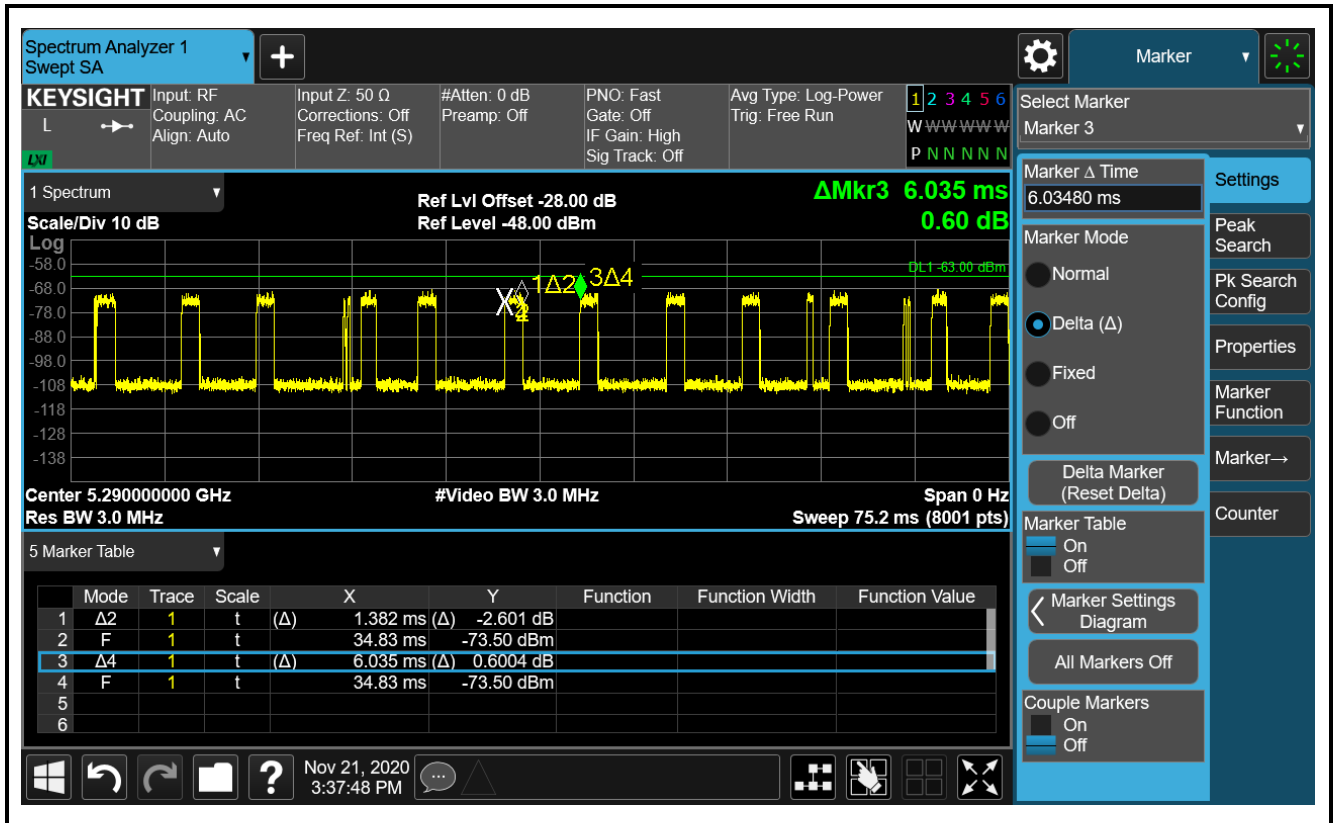 Spectrum Analyzer 1
Swept SA
Marker
KEYSIGHT
L
LXI
Input: RF
Coupling: AC
Align: Auto
Input Z: 50 Ω
Corrections: Off
Freq Ref: Int (S)
#Atten: 0 dB
Preamp: Off
PNO: Fast
Gate: Off
IF Gain: High
Sig Track: Off
Avg Type: Log-Power
Trig: Free Run
1 2 3 4 5 6
W W W W W W
P N N N N N
1 Spectrum
Scale/Div 10 dB
Log
Ref Lvl Offset -28.00 dB
Ref Level -48.00 dBm
ΔMkr3 6.035 ms
0.60 dB
-58.0
-68.0
-78.0
-88.0
-98.0
-108
-118
-128
-138
DL1 -63.00 dBm
1Δ2
3Δ4
Center 5.290000000 GHz
Res BW 3.0 MHz
#Video BW 3.0 MHz
Span 0 Hz
Sweep 75.2 ms (8001 pts)
5 Marker Table
Mode Trace Scale X Y Function Function Width Function Value
1 Δ2 1 t (Δ) 1.382 ms (Δ) -2.601 dB
2 F 1 t 34.83 ms -73.50 dBm
3 Δ4 1 t (Δ) 6.035 ms (Δ) 0.6004 dB
4 F 1 t 34.83 ms -73.50 dBm
5
6
Nov 21, 2020
3:37:48 PM
Select Marker
Marker 3
Marker Δ Time
6.03480 ms
Marker Mode
Normal
Delta (Δ)
Fixed
Off
Delta Marker
(Reset Delta)
Marker Table
On
Off
Marker Settings
Diagram
All Markers Off
Couple Markers
On
Off
Settings
Peak
Search
Pk Search
Config
Properties
Marker
Function
Marker→
Counter